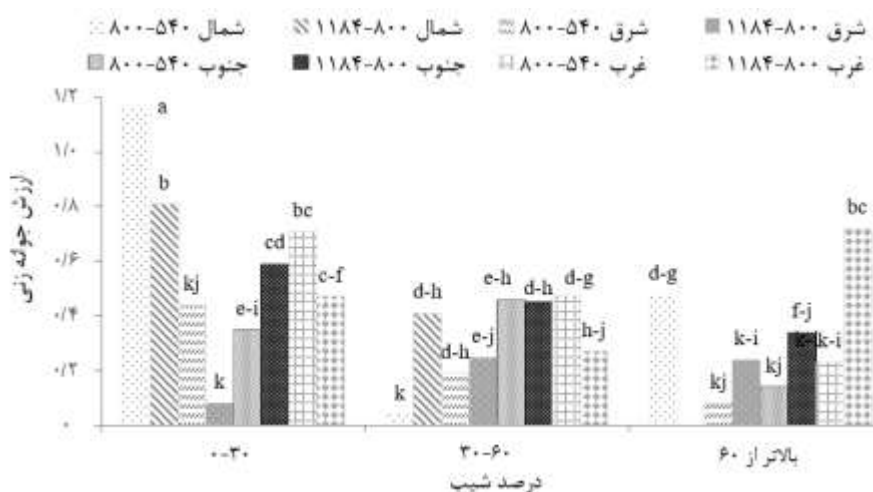 شمال ۵۴۰-۸۰۰ شمال ۸۰۰-۱۱۸۴ شرق ۵۴۰-۸۰۰ شرق ۸۰۰-۱۱۸۴
جنوب ۵۴۰-۸۰۰ جنوب ۸۰۰-۱۱۸۴ غرب ۵۴۰-۸۰۰ غرب ۸۰۰-۱۱۸۴
ارزش جوانه زنی
۱/۲
۱/۰
۰/۸
۰/۶
۰/۴
۰/۲
۰
a b kj k e-i cd bc c-f
k d-h d-h e-j e-h d-h d-g h-j
d-g kj k-i kj f-j k-i bc
۰-۳۰ ۳۰-۶۰ بالاتر از ۶۰
درصد شیب